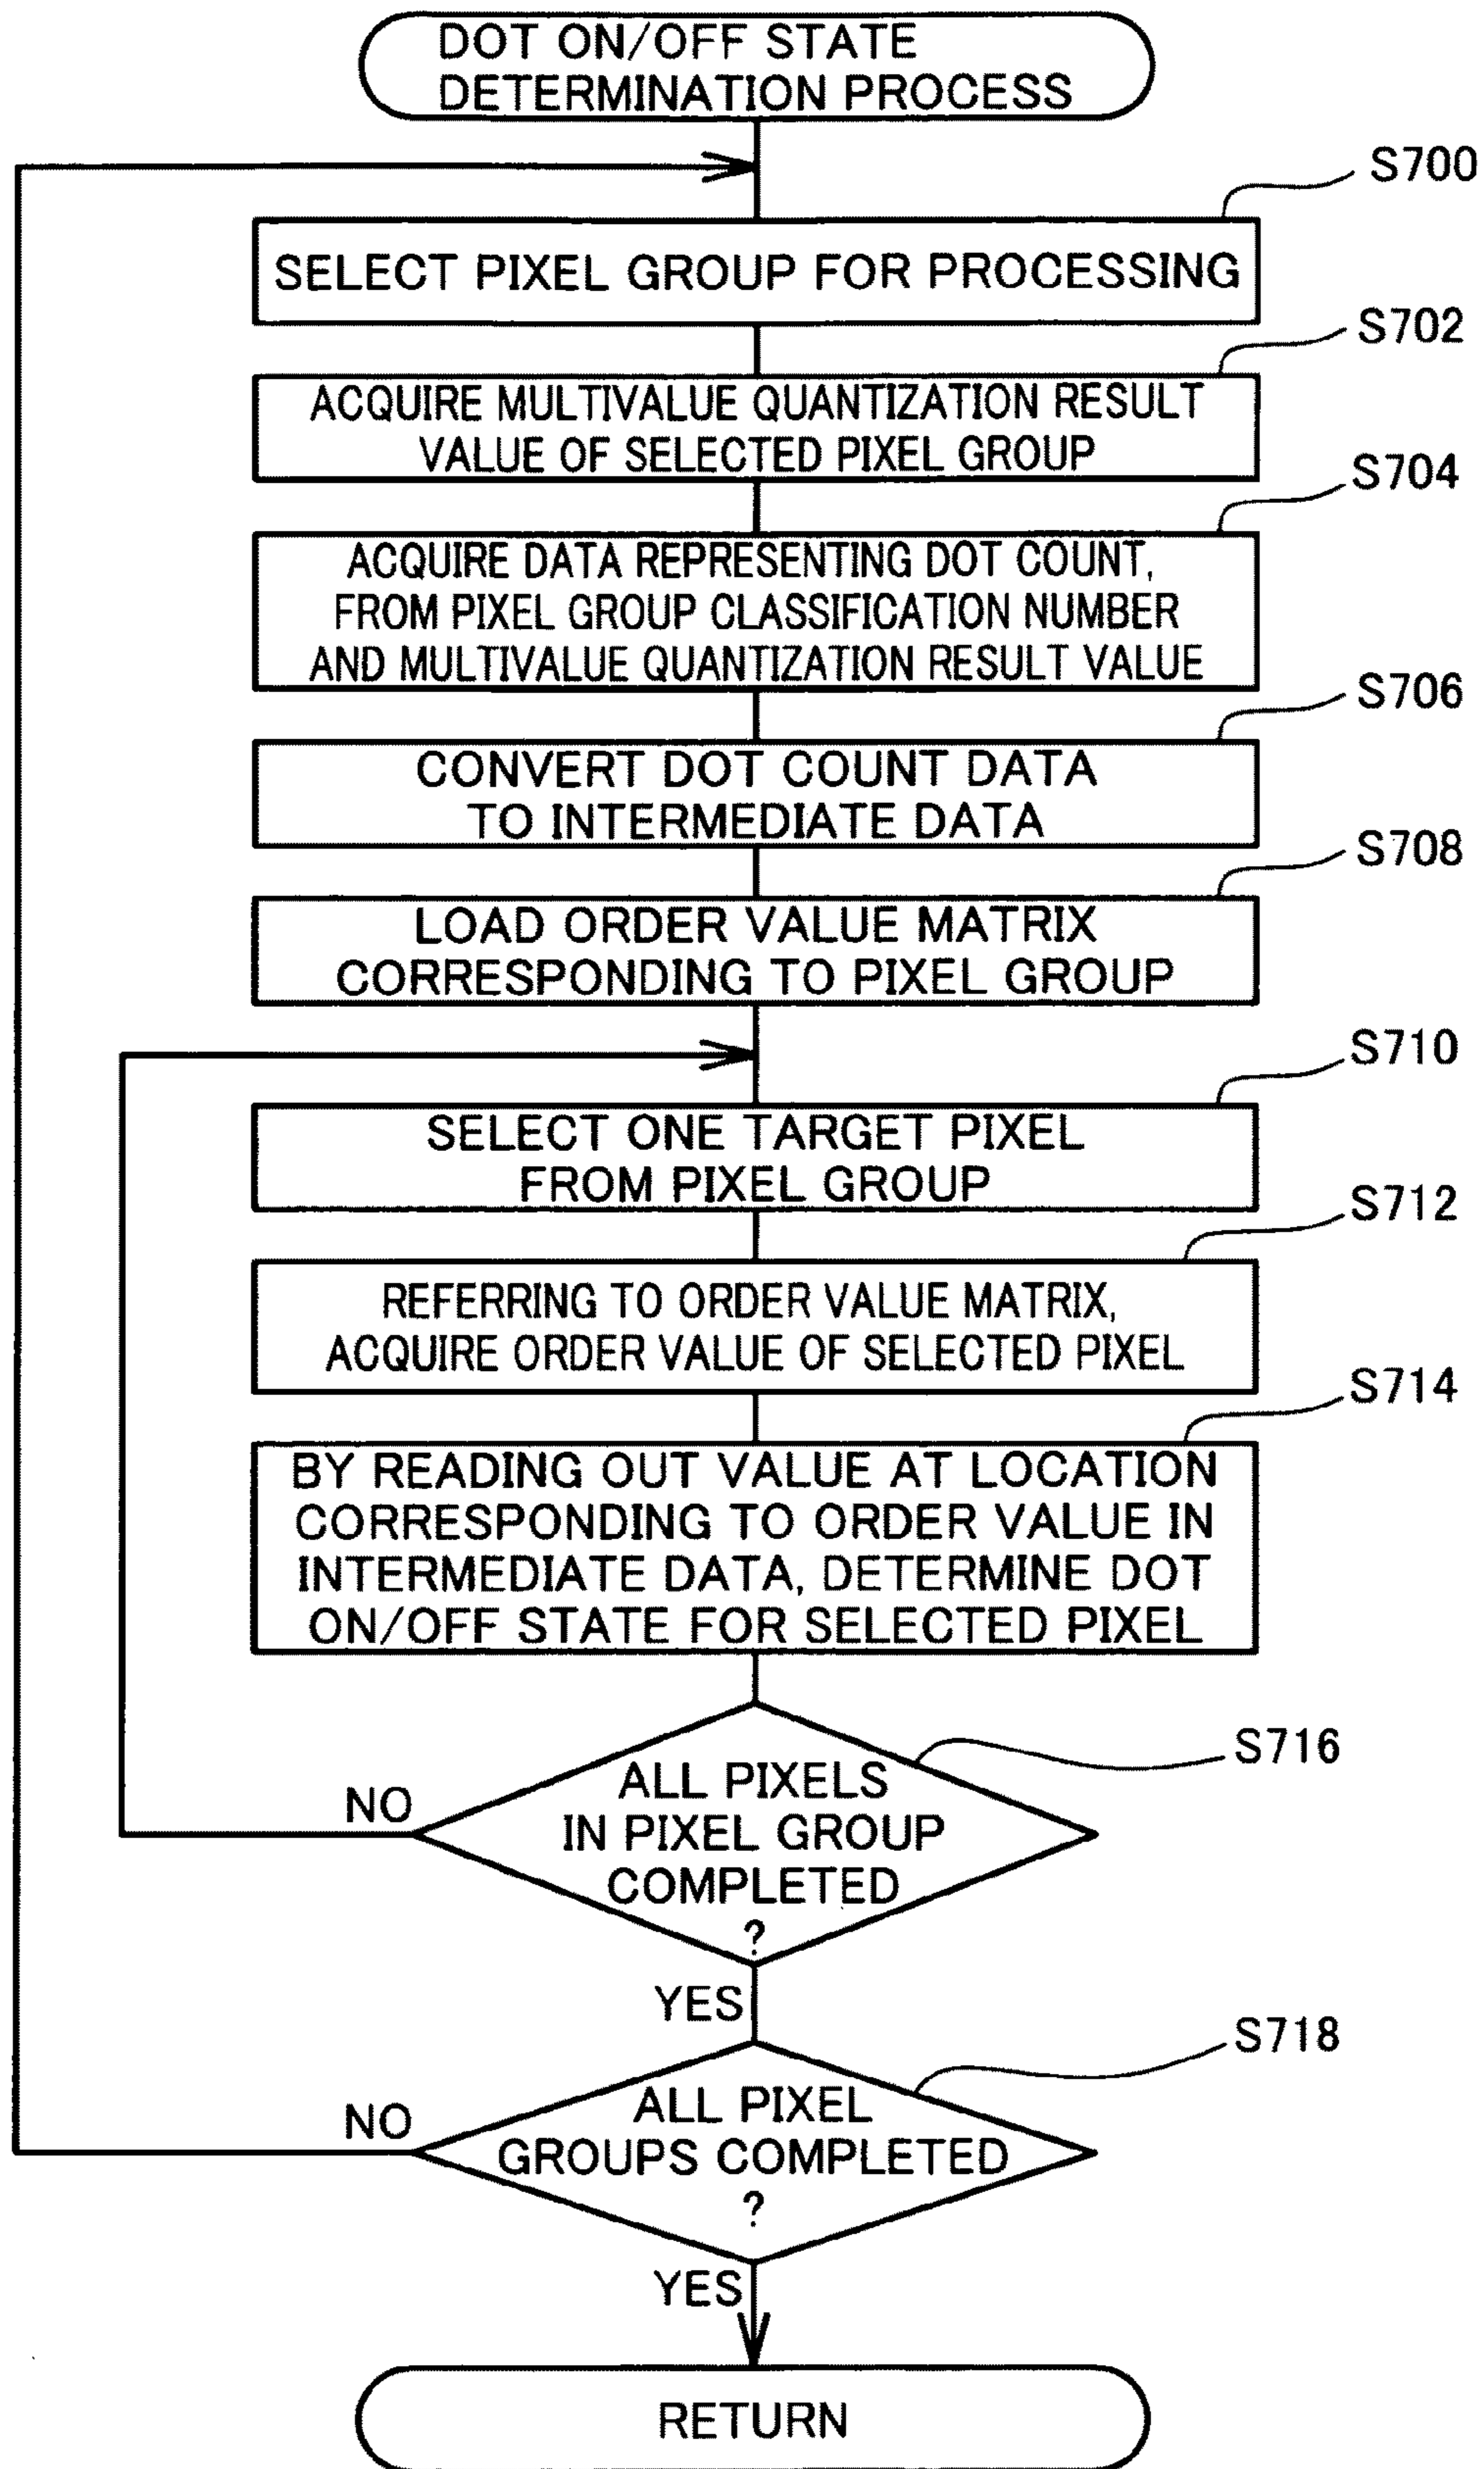 DOT ON/OFF STATE
DETERMINATION PROCESS
S700
SELECT PIXEL GROUP FOR PROCESSING
S702
ACQUIRE MULTIVALUE QUANTIZATION RESULT
VALUE OF SELECTED PIXEL GROUP
S704
ACQUIRE DATA REPRESENTING DOT COUNT,
FROM PIXEL GROUP CLASSIFICATION NUMBER
AND MULTIVALUE QUANTIZATION RESULT VALUE
S706
CONVERT DOT COUNT DATA
TO INTERMEDIATE DATA
S708
LOAD ORDER VALUE MATRIX
CORRESPONDING TO PIXEL GROUP
S710
SELECT ONE TARGET PIXEL
FROM PIXEL GROUP
S712
REFERRING TO ORDER VALUE MATRIX,
ACQUIRE ORDER VALUE OF SELECTED PIXEL
S714
BY READING OUT VALUE AT LOCATION
CORRESPONDING TO ORDER VALUE IN
INTERMEDIATE DATA, DETERMINE DOT
ON/OFF STATE FOR SELECTED PIXEL
S716
NO
ALL PIXELS
IN PIXEL GROUP
COMPLETED
?
YES
S718
NO
ALL PIXEL
GROUPS COMPLETED
?
YES
RETURN